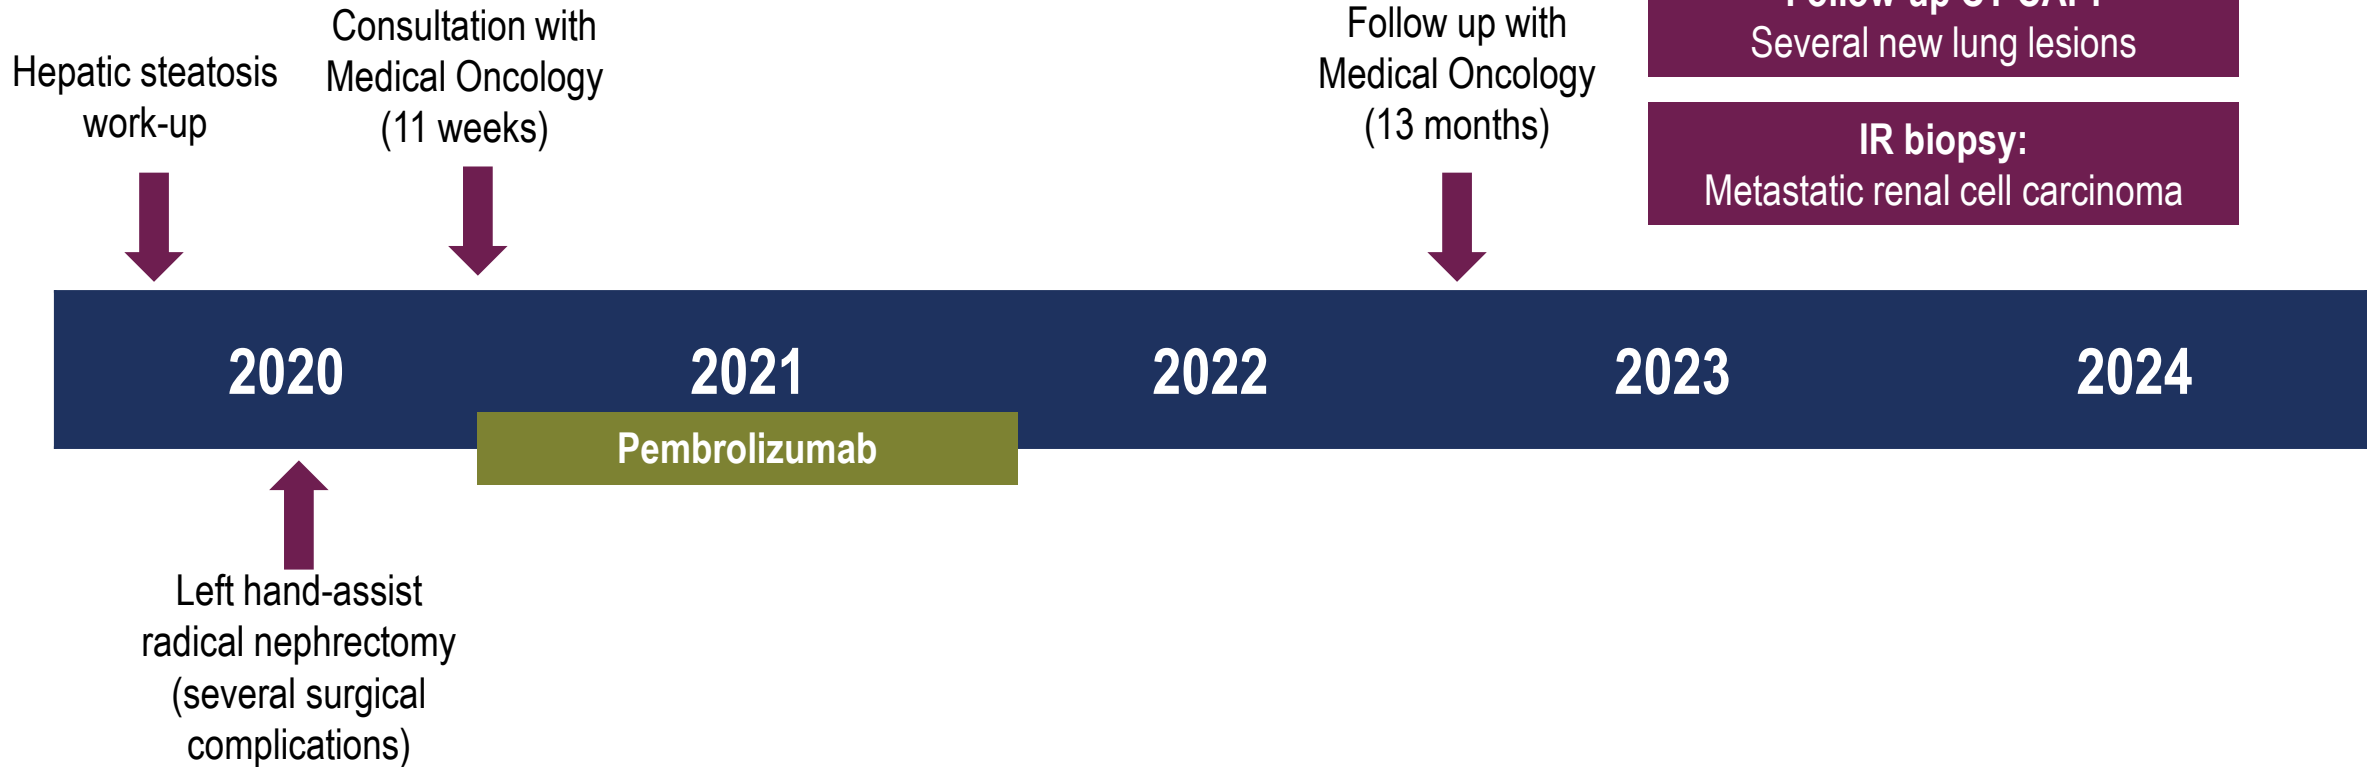 Hepatic steatosis
work-up
Consultation with
Medical Oncology
(11 weeks)
Follow up with
Medical Oncology
(13 months)
Several new lung lesions
IR biopsy:
Metastatic renal cell carcinoma
2020
2021
2022
2023
2024
Pembrolizumab
Left hand-assist
radical nephrectomy
(several surgical
complications)